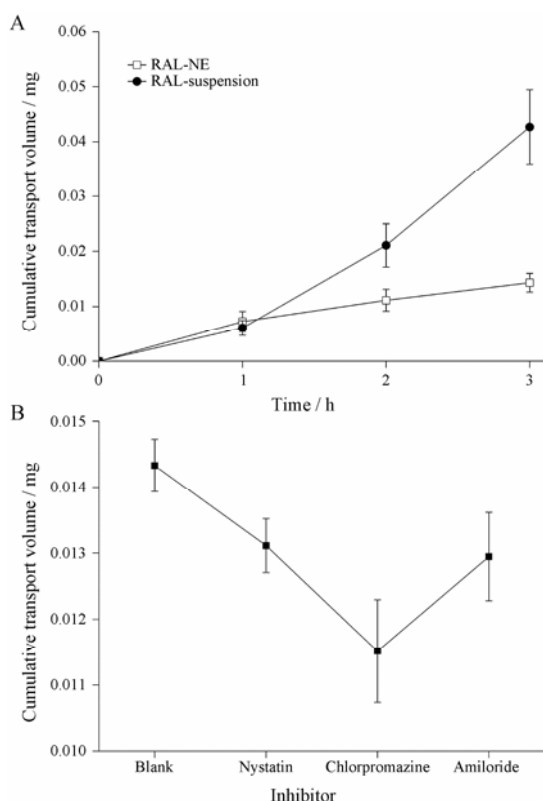 A
Cumulative transport volume / mg
0.06
0.05
0.04
0.03
0.02
0.01
0.00
RAL-NE
RAL-suspension
0 1 2 3
Time / h
B
Cumulative transport volume / mg
0.015
0.014
0.013
0.012
0.011
0.010
Blank Nystatin Chlorpromazine Amiloride
Inhibitor